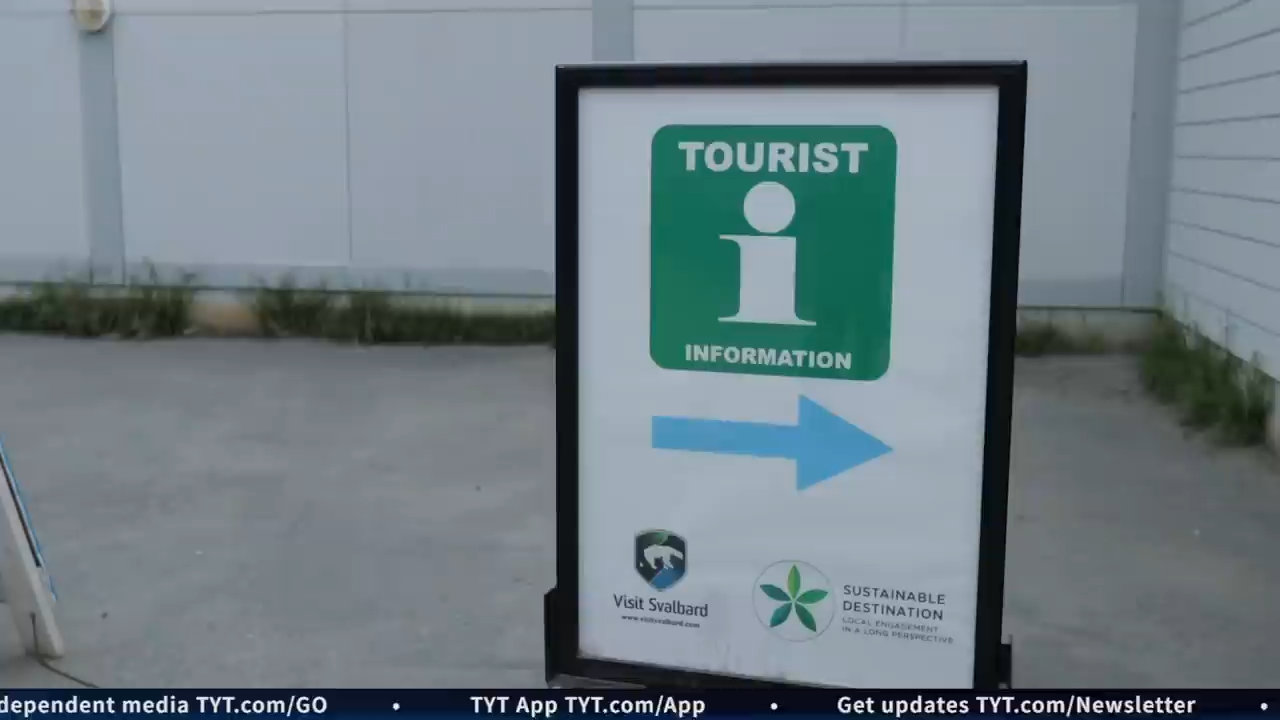 TOURIST
i
INFORMATION
Visit Svalbard
www.visitsvalbard.com
SUSTAINABLE
DESTINATION
LOCAL ENGAGEMENT
IN A LONG PERSPECTIVE
dependent media TYT.com/GO • TYT App TYT.com/App • Get updates TYT.com/Newsletter •